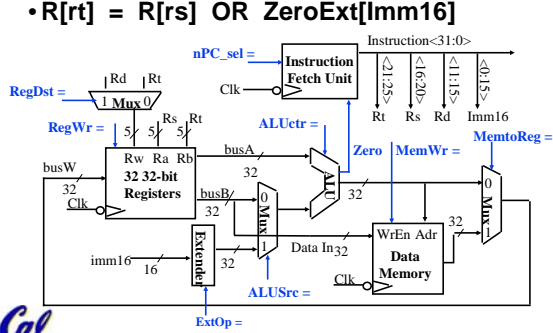 • R[rt] = R[rs] OR ZeroExt[Imm16]
Instruction<31:0>
nPC_sel =
Instruction
Fetch Unit
Clk
<21:25>
<16:20>
<11:15>
<0:15>
Rt Rs Rd Imm16
Rd Rt
RegDst =
1 Mux 0
RegWr =
Rs Rt
5 5 5
ALUctr =
Zero MemWr =
MemtoReg =
busW
32
Rw Ra Rb
32 32-bit
Registers
Clk
busA
32
busB
32
ALU
32
0
Mux
1
0
Mux
1
imm16
16
Extender
32
Data In
32
WrEn Adr
Data
Memory
32
Clk
ALUSrc =
ExtOp =
Cal